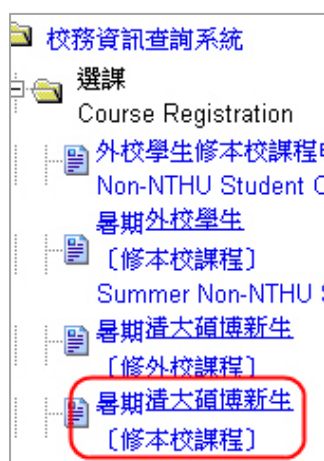 校務資訊查詢系統
選課
Course Registration
外校學生修本校課程
Non-NTHU Student
暑期外校學生
〔修本校課程〕
Summer Non-NTHU
暑期清大碩博新生
〔修外校課程〕
暑期清大碩博新生
〔修本校課程〕